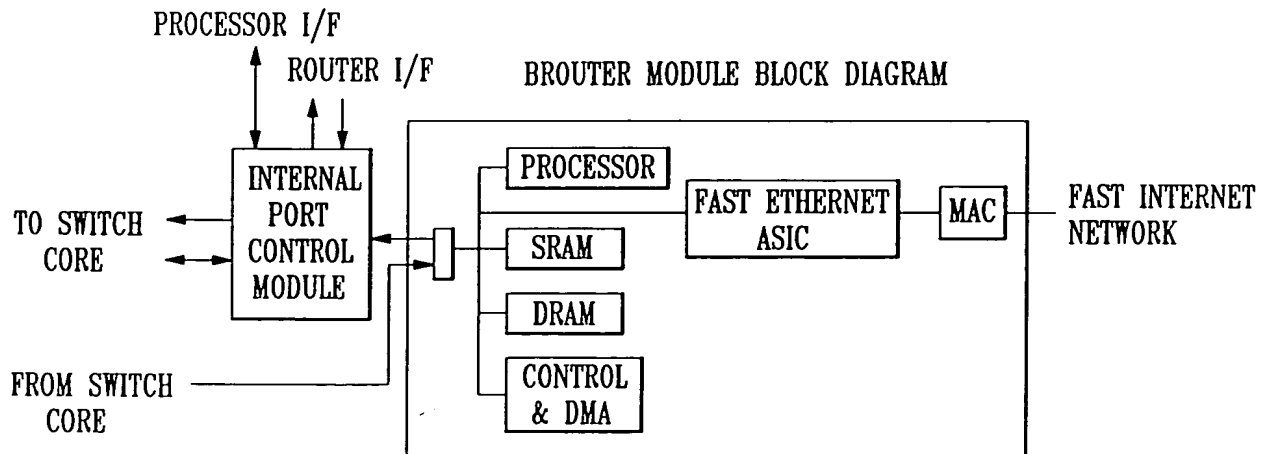 PROCESSOR I/F
ROUTER I/F
BROUTER MODULE BLOCK DIAGRAM
INTERNAL
PORT
CONTROL
MODULE
TO SWITCH
CORE
FROM SWITCH
CORE
PROCESSOR
SRAM
DRAM
CONTROL
& DMA
FAST ETHERNET
ASIC
MAC
FAST INTERNET
NETWORK